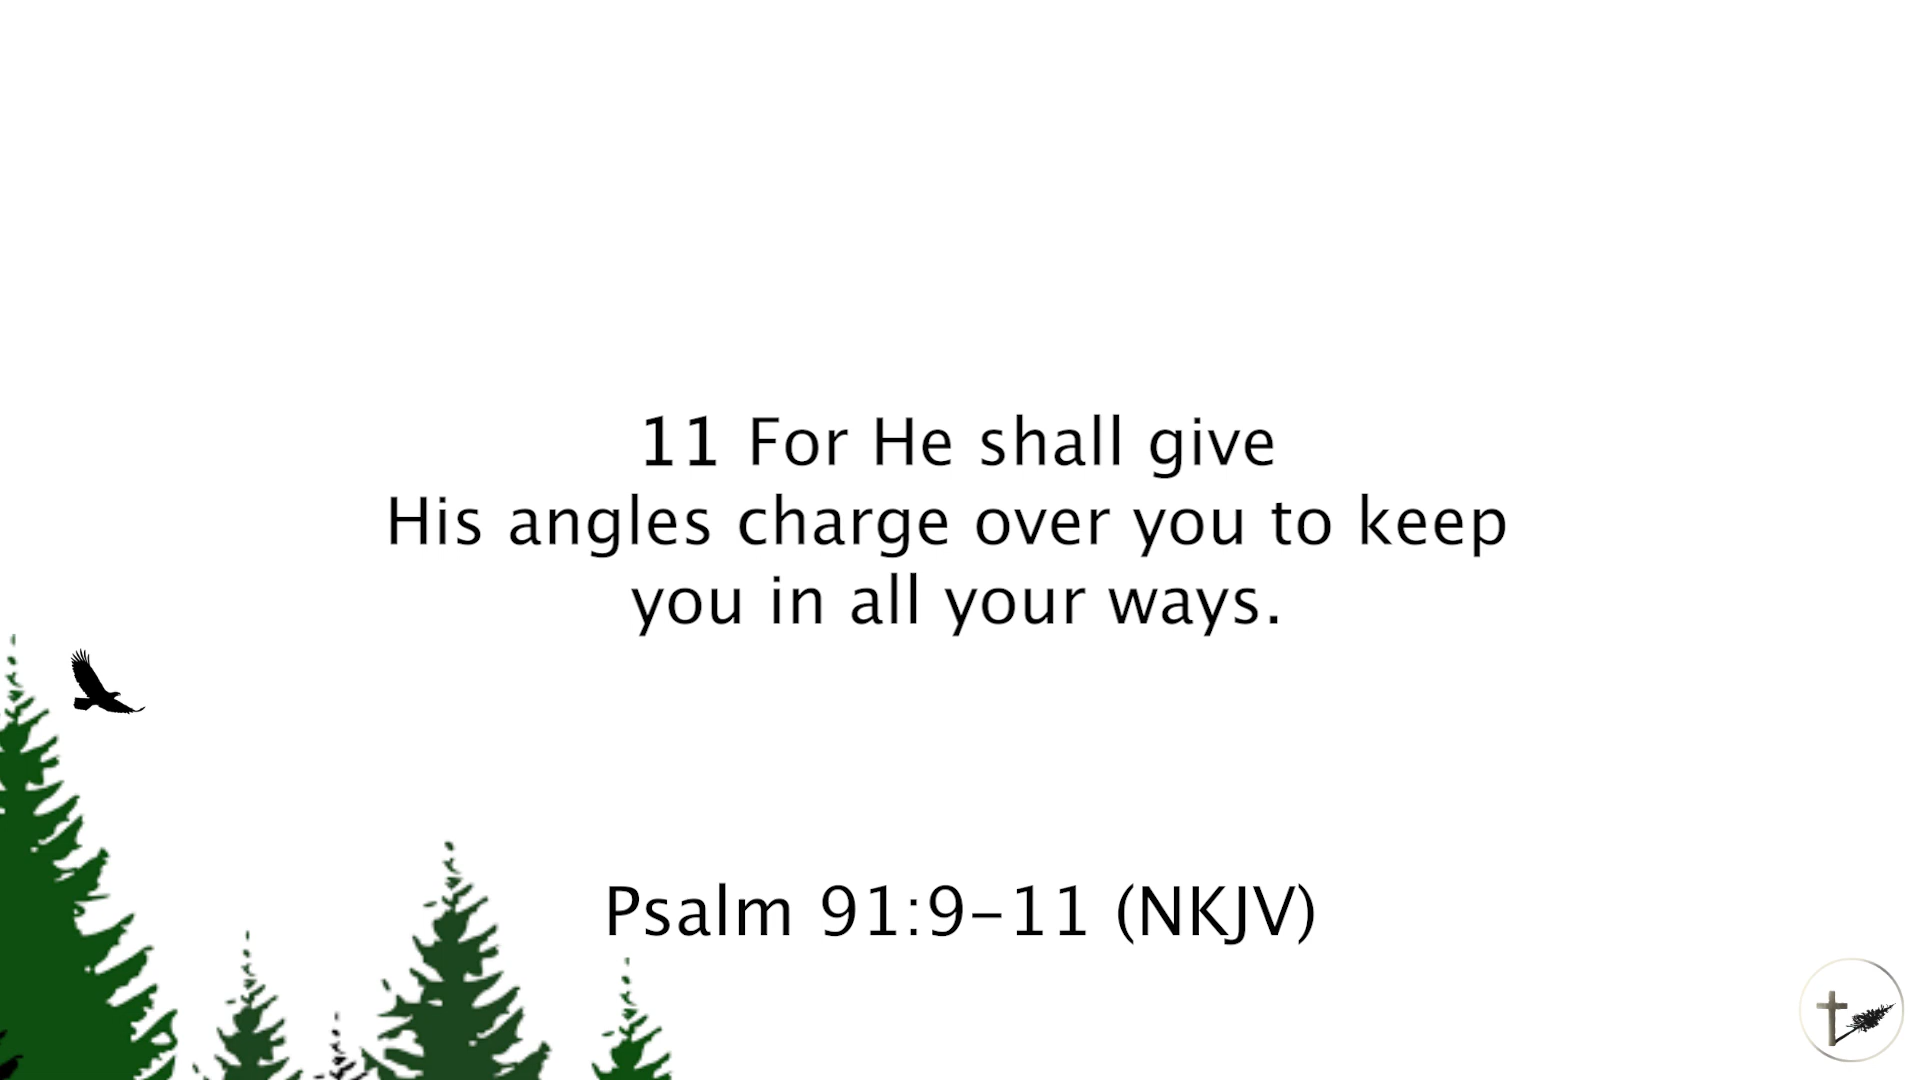 11 For He shall give
His angles charge over you to keep
you in all your ways.
Psalm 91:9-11 (NKJV)